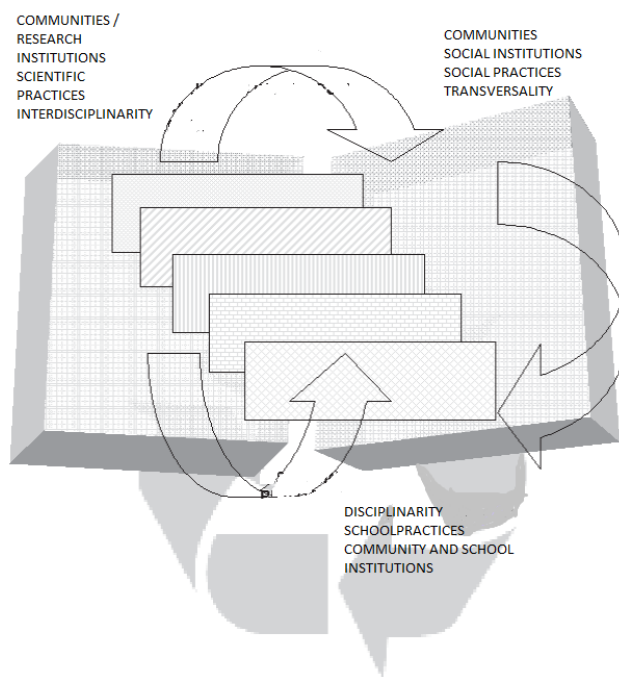 COMMUNITIES /
RESEARCH
INSTITUTIONS
SCIENTIFIC
PRACTICES
INTERDISCIPLINARITY
COMMUNITIES
SOCIAL INSTITUTIONS
SOCIAL PRACTICES
TRANSVERSALITY
DISCIPLINARITY
SCHOOLPRACTICES
COMMUNITY AND SCHOOL
INSTITUTIONS